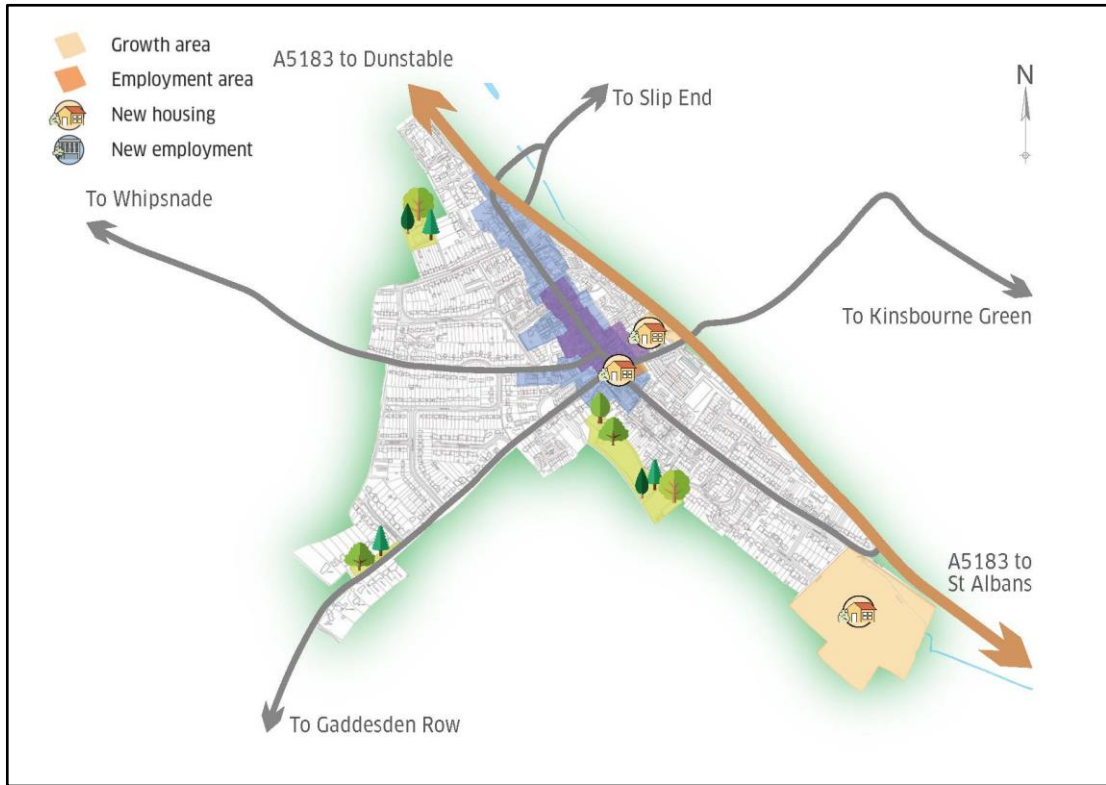 Growth area
Employment area
New housing
New employment
A5183 to Dunstable
To Slip End
N
To Whipsnade
To Kinsbourne Green
A5183 to
St Albans
To Gaddesden Row